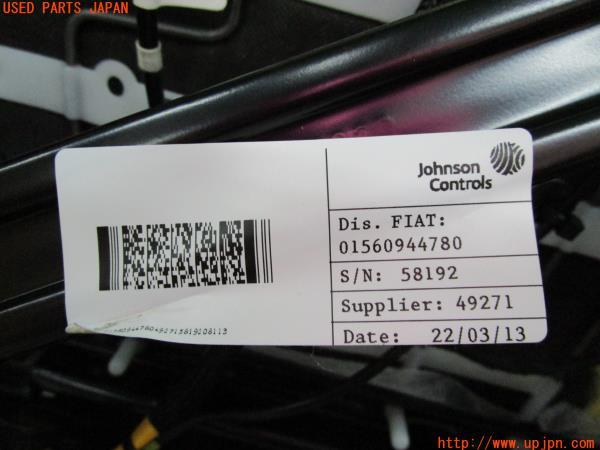 USED PARTS JAPAN
Johnson
Controls
Dis. FIAT:
01560944780
S/N: 58192
Supplier: 49271
Date: 22/03/13
http://www.upjpn.com/